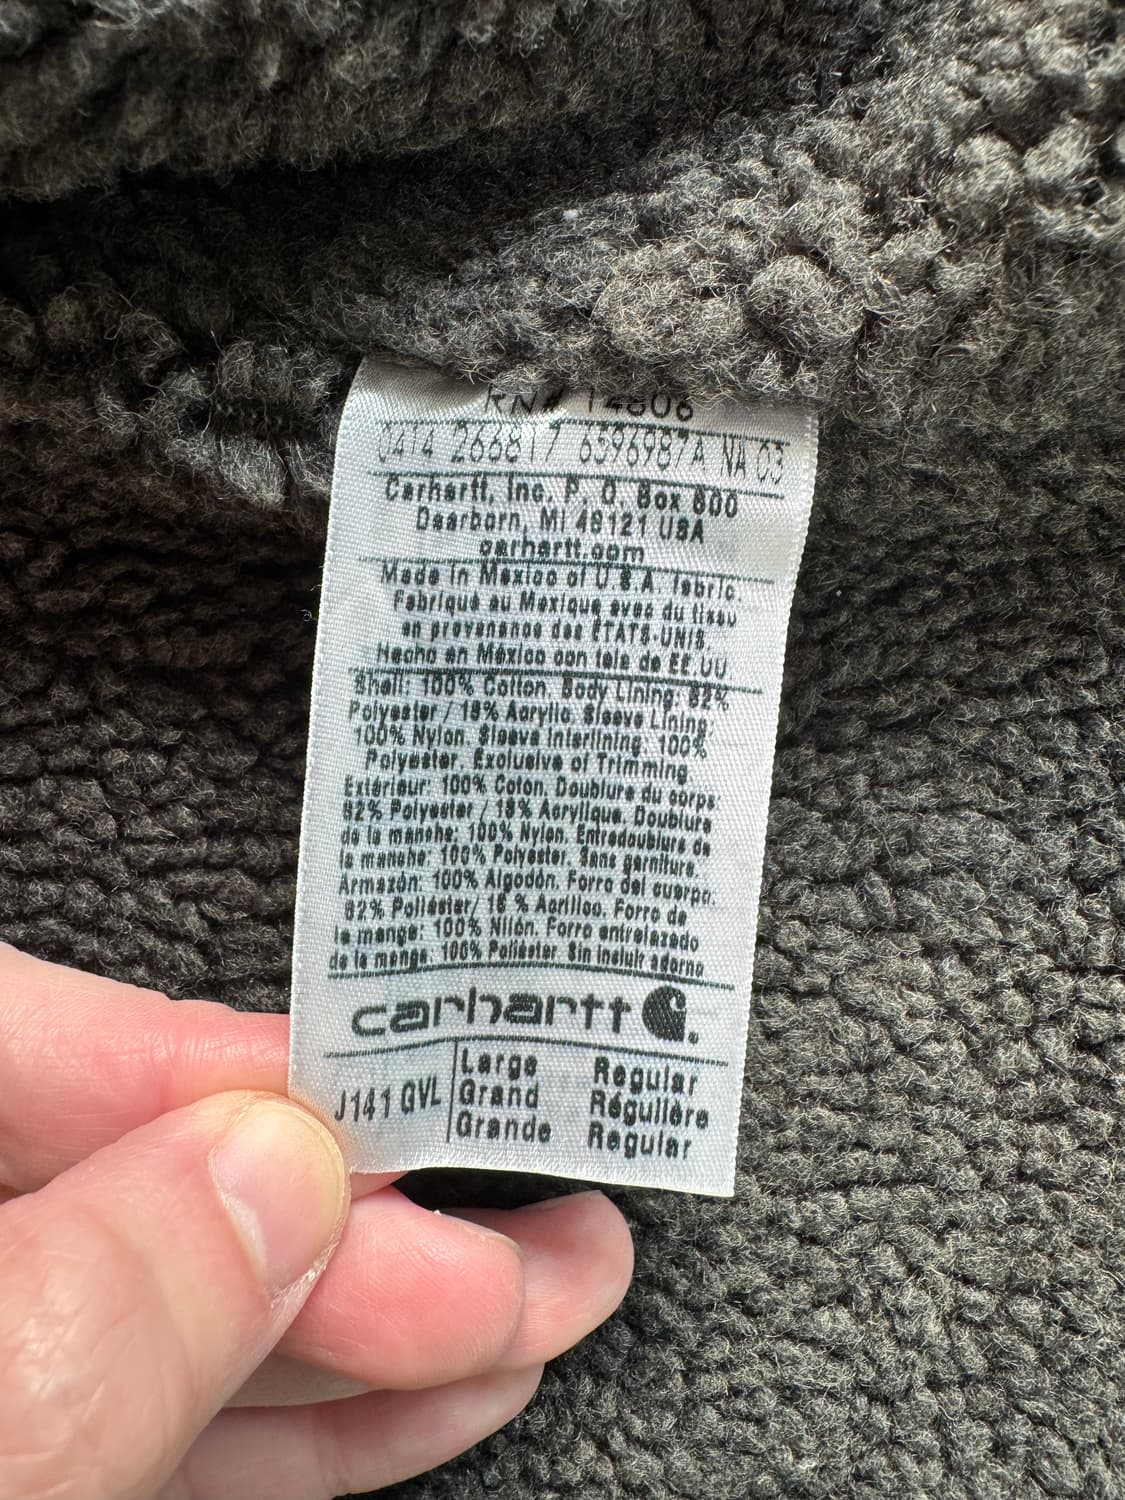 RN# 14806
0414 266817 6596987A NA 03
Carhartt, Inc. P. O. Box 600
Dearborn, MI 48121 USA
carhartt.com
Made in Mexico of U.S.A. fabric.
Fabriqué au Mexique avec du tissu
en provenance des ÉTATS-UNIS.
Hecho en México con tela de EE.UU.
Shell: 100% Cotton. Body Lining: 82%
Polyester / 18% Acrylic. Sleeve Lining:
100% Nylon. Sleeve Interlining: 100%
Polyester. Exclusive of Trimming
Extérieur: 100% Coton. Doublure du corps:
82% Polyester / 18% Acrylique. Doublure
de la manche: 100% Nylon. Entredoublure de
la manche: 100% Polyester. Sans garniture.
Armazón: 100% Algodón. Forro del cuerpo:
82% Poliéster/ 18 % Acrílico. Forro de
la manga: 100% Nilón. Forro entrelazado
de la manga: 100% Poliéster. Sin incluir adorno
carhartt
J141 GVL
Large Regular
Grand Régulière
Grande Regular